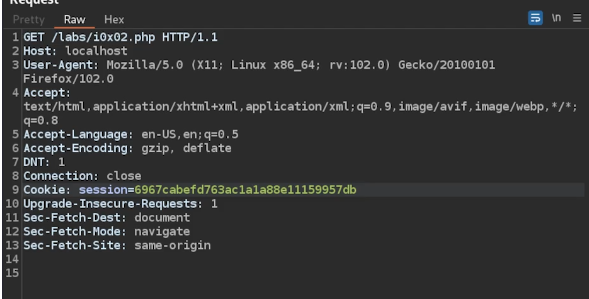 Request
Pretty Raw Hex
\n
1 GET /labs/i0x02.php HTTP/1.1
2 Host: localhost
3 User-Agent: Mozilla/5.0 (X11; Linux x86_64; rv:102.0) Gecko/20100101
Firefox/102.0
4 Accept:
text/html,application/xhtml+xml,application/xml;q=0.9,image/avif,image/webp,*/*;
q=0.8
5 Accept-Language: en-US,en;q=0.5
6 Accept-Encoding: gzip, deflate
7 DNT: 1
8 Connection: close
9 Cookie: session=6967cabefd763ac1a1a88e11159957db
10 Upgrade-Insecure-Requests: 1
11 Sec-Fetch-Dest: document
12 Sec-Fetch-Mode: navigate
13 Sec-Fetch-Site: same-origin
14
15